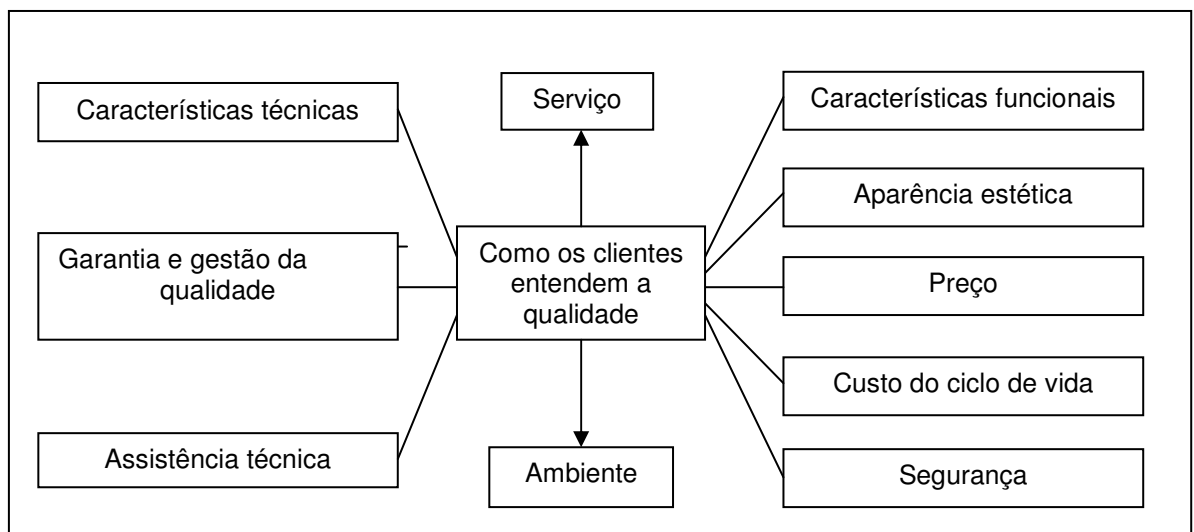 Características técnicas
Serviço
Características funcionais
Aparência estética
Garantia e gestão da
qualidade
Como os clientes
entendem a
qualidade
Preço
Custo do ciclo de vida
Assistência técnica
Ambiente
Segurança